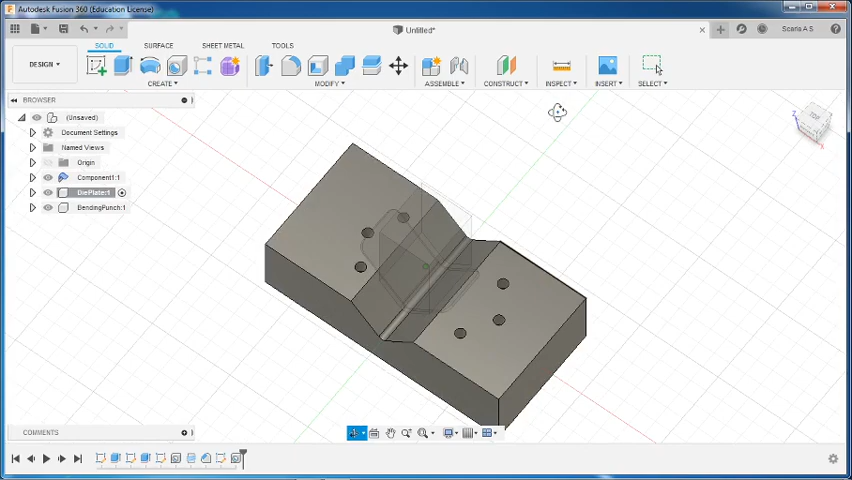 Autodesk Fusion 360 (Education License)
Untitled*
Scaria A S
SOLID SURFACE SHEET METAL TOOLS
DESIGN
CREATE MODIFY ASSEMBLE CONSTRUCT INSPECT INSERT SELECT
BROWSER
(Unsaved)
Document Settings
Named Views
Origin
Component1:1
DiePlate:1
BendingPunch:1
TOP
Z
X
COMMENTS